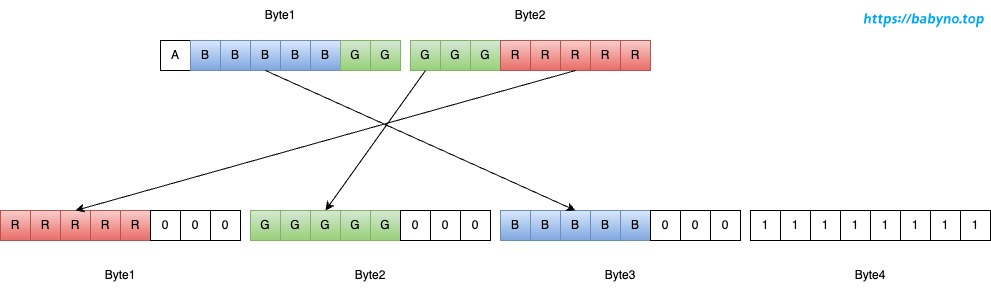 Byte1 Byte2 https://babyno.top
A B B B B B G G G G G R R R R R
R R R R R 0 0 0 G G G G G 0 0 0 B B B B B 0 0 0 1 1 1 1 1 1 1 1
Byte1 Byte2 Byte3 Byte4